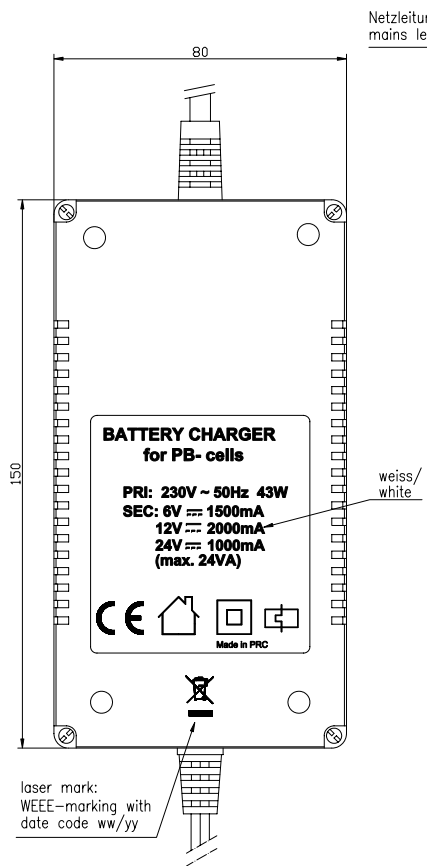 80
Netzleitun
mains le
150
BATTERY CHARGER
for PB- cells
PRI: 230V ~ 50Hz 43W
SEC: 6V ⎓ 1500mA
12V ⎓ 2000mA
24V ⎓ 1000mA
(max. 24VA)
weiss/
white
CE
Made in PRC
laser mark:
WEEE-marking with
date code ww/yy